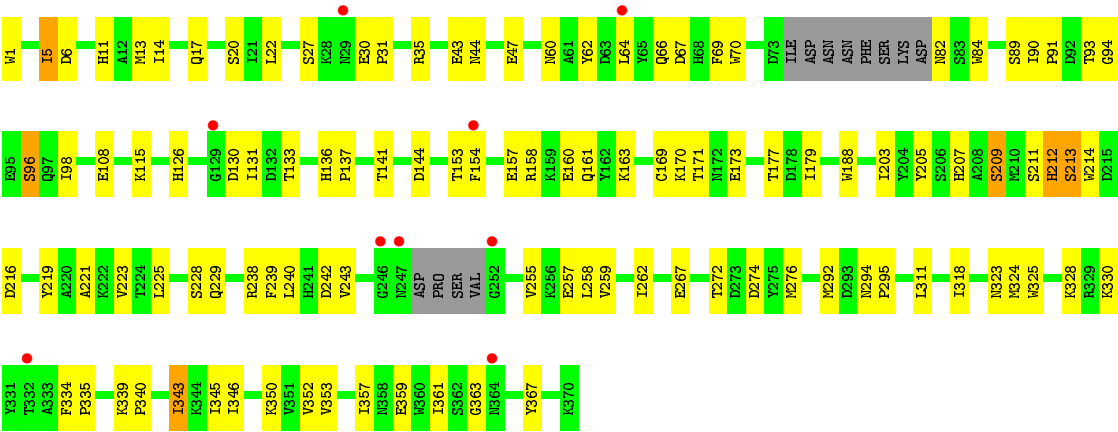 W1 I5 D6 H11 A12 M13 I14 Q17 S20 I21 L22 S27 K28 N29 E30 P31 R35 E43 N44 E47 N60 A61 Y62 D63 L64 Y65 Q66 D67 H68 F69 W70 D73 ILE ASP ASN ASN PHE SER LYS ASP N82 S83 W84 S89 I90 P91 D92 T93 G94
E95 S96 Q97 I98 E108 K115 H126 G129 D130 I131 D132 T133 H136 P137 T141 D144 T153 F154 E157 R158 K159 E160 Q161 Y162 K163 C169 K170 T171 N172 E173 T177 D178 I179 W188 I203 Y204 Y205 S206 H207 A208 S209 M210 S211 H212 S213 W214 D215
D216 Y219 A220 A221 K222 V223 T224 L225 S228 Q229 R238 F239 L240 H241 D242 V243 G246 N247 ASP PRO SER VAL G252 V255 K256 E257 L258 V259 I262 E267 T272 D273 D274 Y275 M276 M292 D293 N294 P295 L311 I318 N323 M324 W325 K328 R329 K330
Y331 T332 A333 F334 P335 K339 P340 I343 K344 I345 I346 K350 V351 V352 V353 I357 N358 E359 W360 I361 S362 G363 N364 Y367 K370